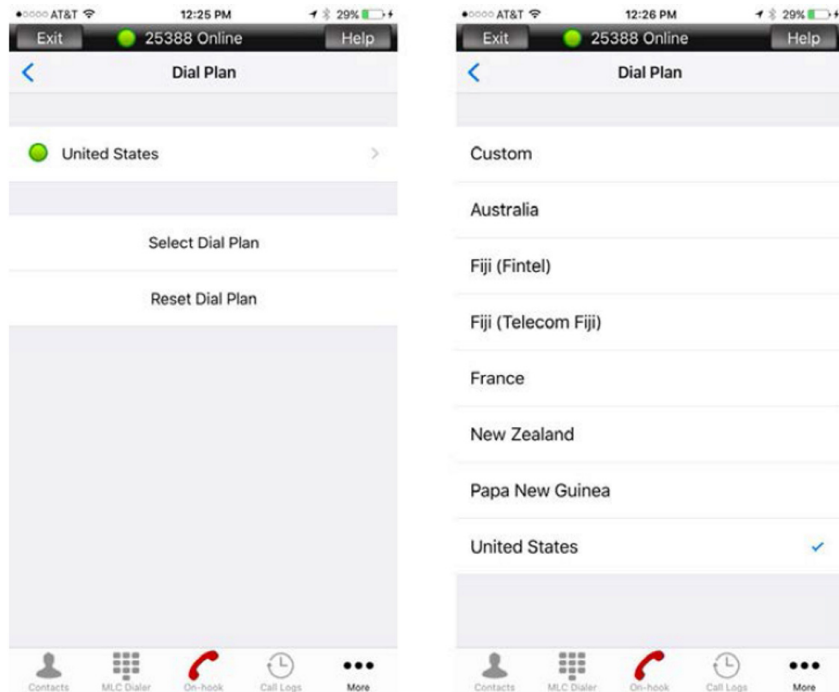 AT&T 12:25 PM 29%
Exit 25388 Online Help
Dial Plan
United States
Select Dial Plan
Reset Dial Plan
Contacts MLC Dialer On-hook Call Logs More
AT&T 12:26 PM 29%
Exit 25388 Online Help
Dial Plan
Custom
Australia
Fiji (Fintel)
Fiji (Telecom Fiji)
France
New Zealand
Papa New Guinea
United States
Contacts MLC Dialer On-hook Call Logs More